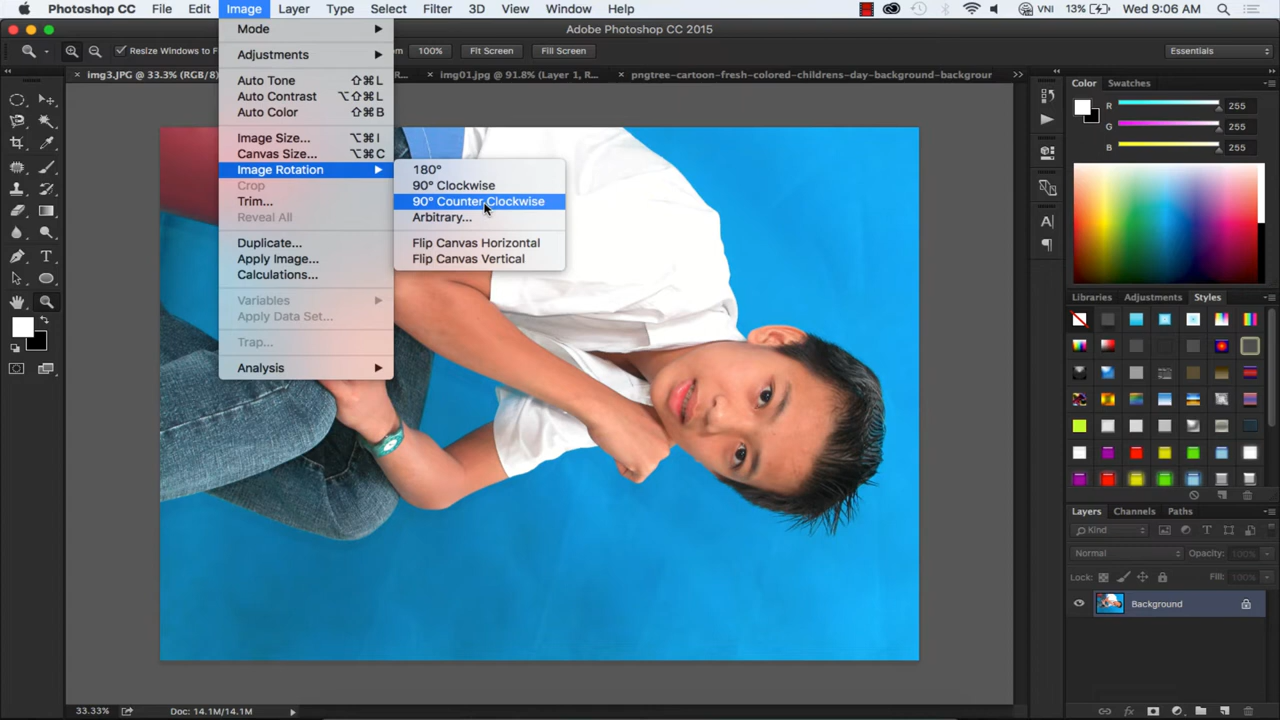 Photoshop CC File Edit Image Layer Type Select Filter 3D View Window Help VNI 13% Wed 9:06 AM
Adobe Photoshop CC 2015
Resize Windows to F 100% Fit Screen Fill Screen Essentials
img3.JPG @ 33.3% (RGB/8) R... img01.jpg @ 91.8% (Layer 1, R... pngtree-cartoon-fresh-colored-childrens-day-background-backgrour
Mode
Adjustments
Auto Tone ⇧⌘L
Auto Contrast ⌥⇧⌘L
Auto Color ⇧⌘B
Image Size... ⌥⌘I
Canvas Size... ⌥⌘C
Image Rotation
Crop
Trim...
Reveal All
Duplicate...
Apply Image...
Calculations...
Variables
Apply Data Set...
Trap...
Analysis
180°
90° Clockwise
90° Counter Clockwise
Arbitrary...
Flip Canvas Horizontal
Flip Canvas Vertical
Color Swatches
R 255
G 255
B 255
Libraries Adjustments Styles
Layers Channels Paths
Kind
Normal Opacity: 100%
Lock: Fill: 100%
Background
33.33% Doc: 14.1M/14.1M